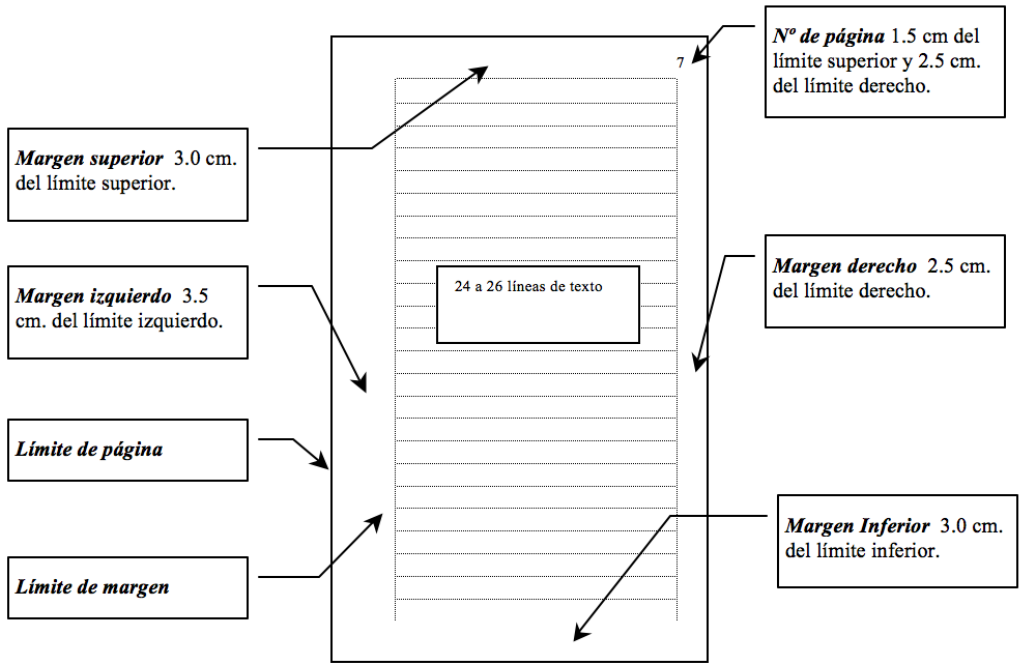 Nº de página 1.5 cm del
límite superior y 2.5 cm.
del límite derecho.
7
Margen superior 3.0 cm.
del límite superior.
Margen izquierdo 3.5
cm. del límite izquierdo.
24 a 26 líneas de texto
Margen derecho 2.5 cm.
del límite derecho.
Límite de página
Límite de margen
Margen Inferior 3.0 cm.
del límite inferior.